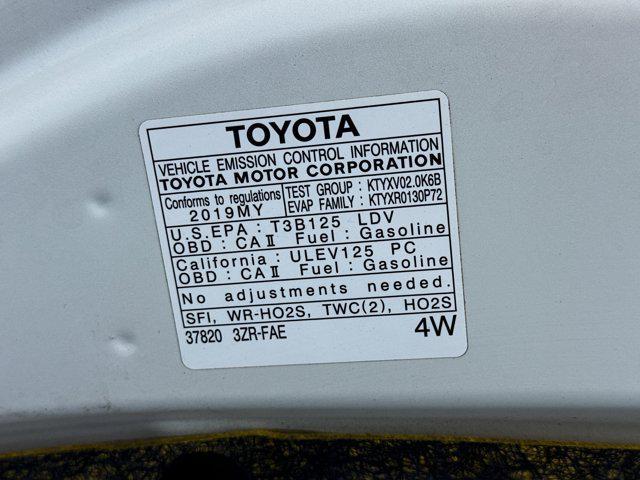 TOYOTA
VEHICLE EMISSION CONTROL INFORMATION
TOYOTA MOTOR CORPORATION
Conforms to regulations
2019MY
TEST GROUP : KTYXV02.0K6B
EVAP FAMILY : KTYXR0130P72
U.S.EPA : T3B125 LDV
OBD : CAⅡ Fuel : Gasoline
California : ULEV125 PC
OBD : CAⅡ Fuel : Gasoline
No adjustments needed.
SFI, WR-HO2S, TWC(2), HO2S
37820 3ZR-FAE 4W